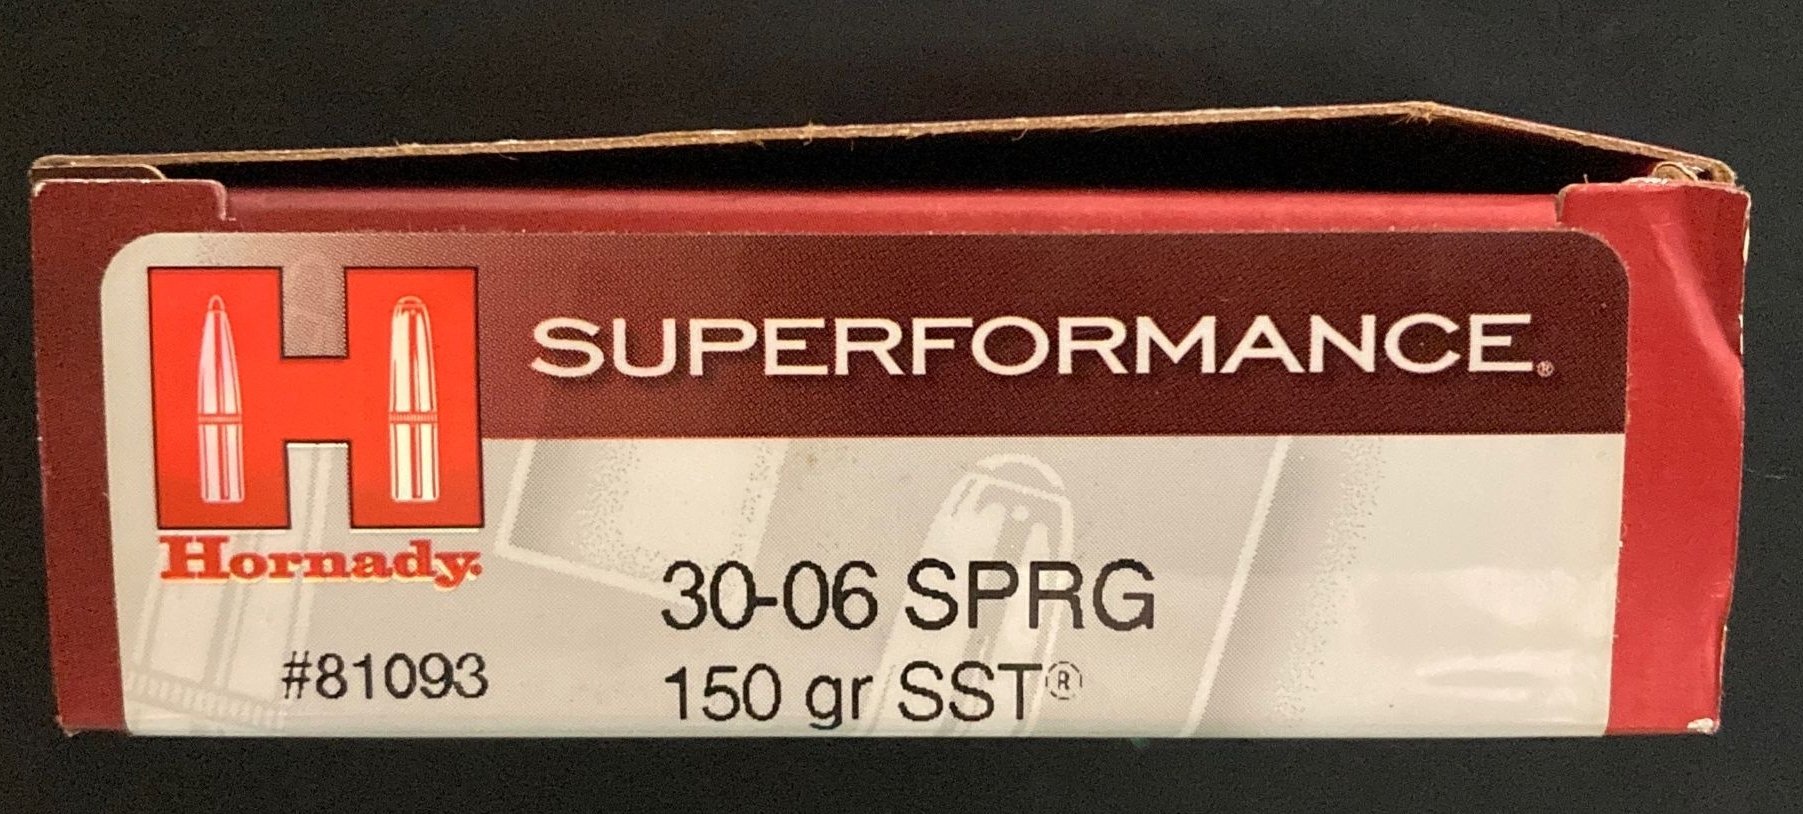 SUPERFORMANCE®
H
Hornady®
30-06 SPRG
#81093
150 gr SST®